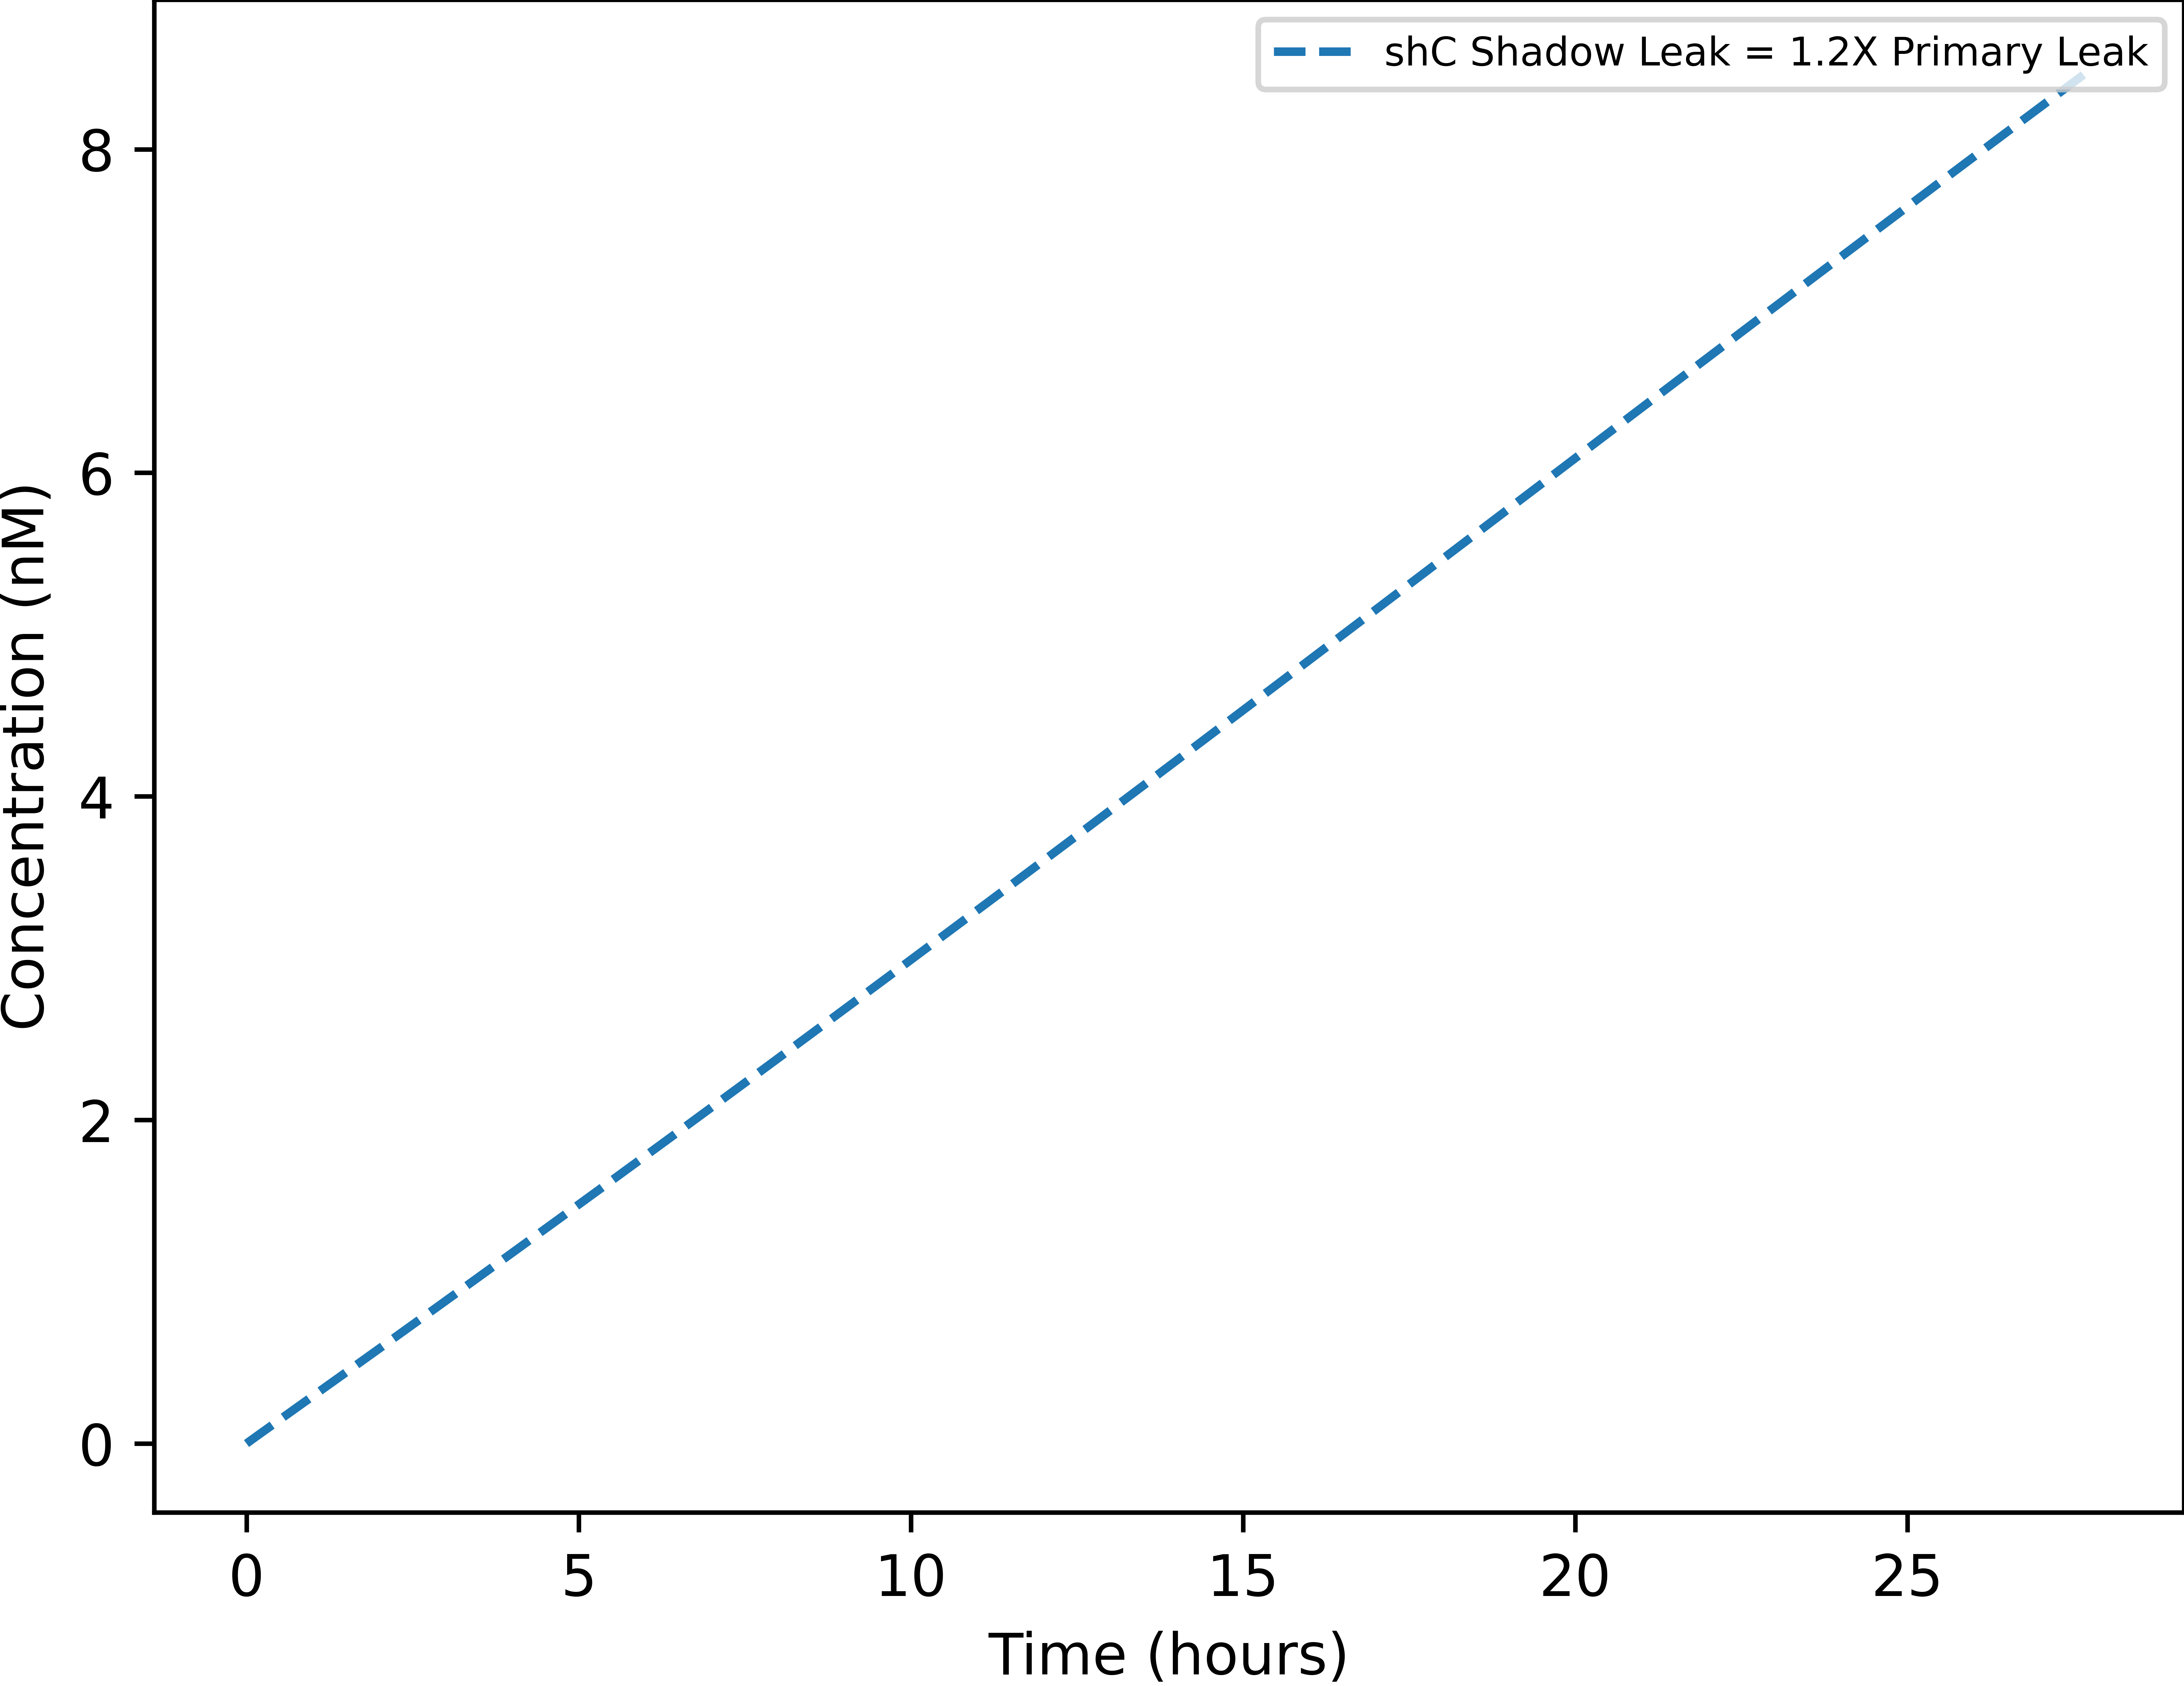 shC Shadow Leak = 1.2X Primary Leak
8
6
4
2
0
Concentration (nM)
0 5 10 15 20 25
Time (hours)